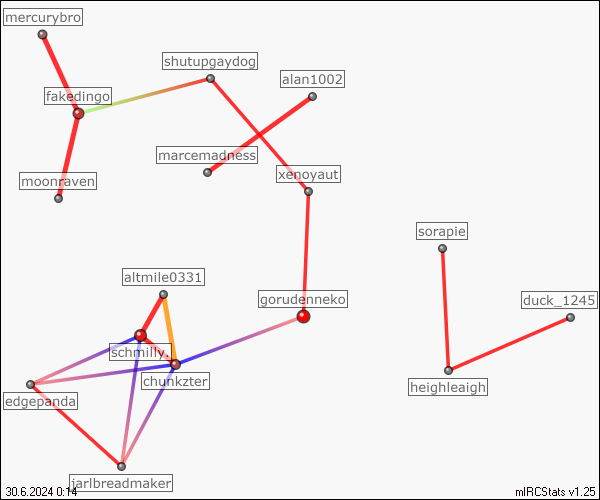 mercurybro
shutupgaydog
alan1002
fakedingo
marcemadness
xenoyaut
moonraven
sorapie
altmile0331
gorudenneko
duck_1245
schmilly.
chunkzter
heighleaigh
edgepanda
jarlbreadmaker
30.6.2024 0:14
mIRCStats v1.25